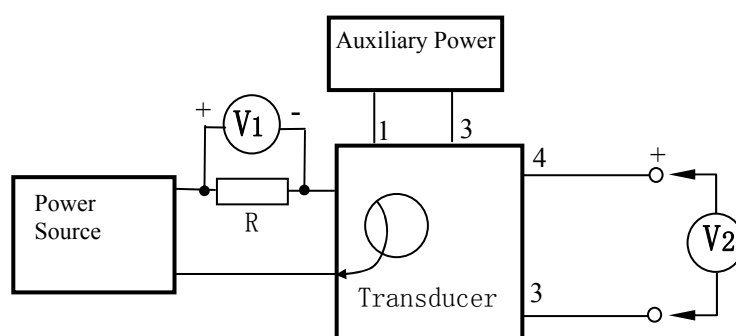 Auxiliary Power
+
V1
-
1
3
4
+
Power
Source
R
V2
Transducer
3